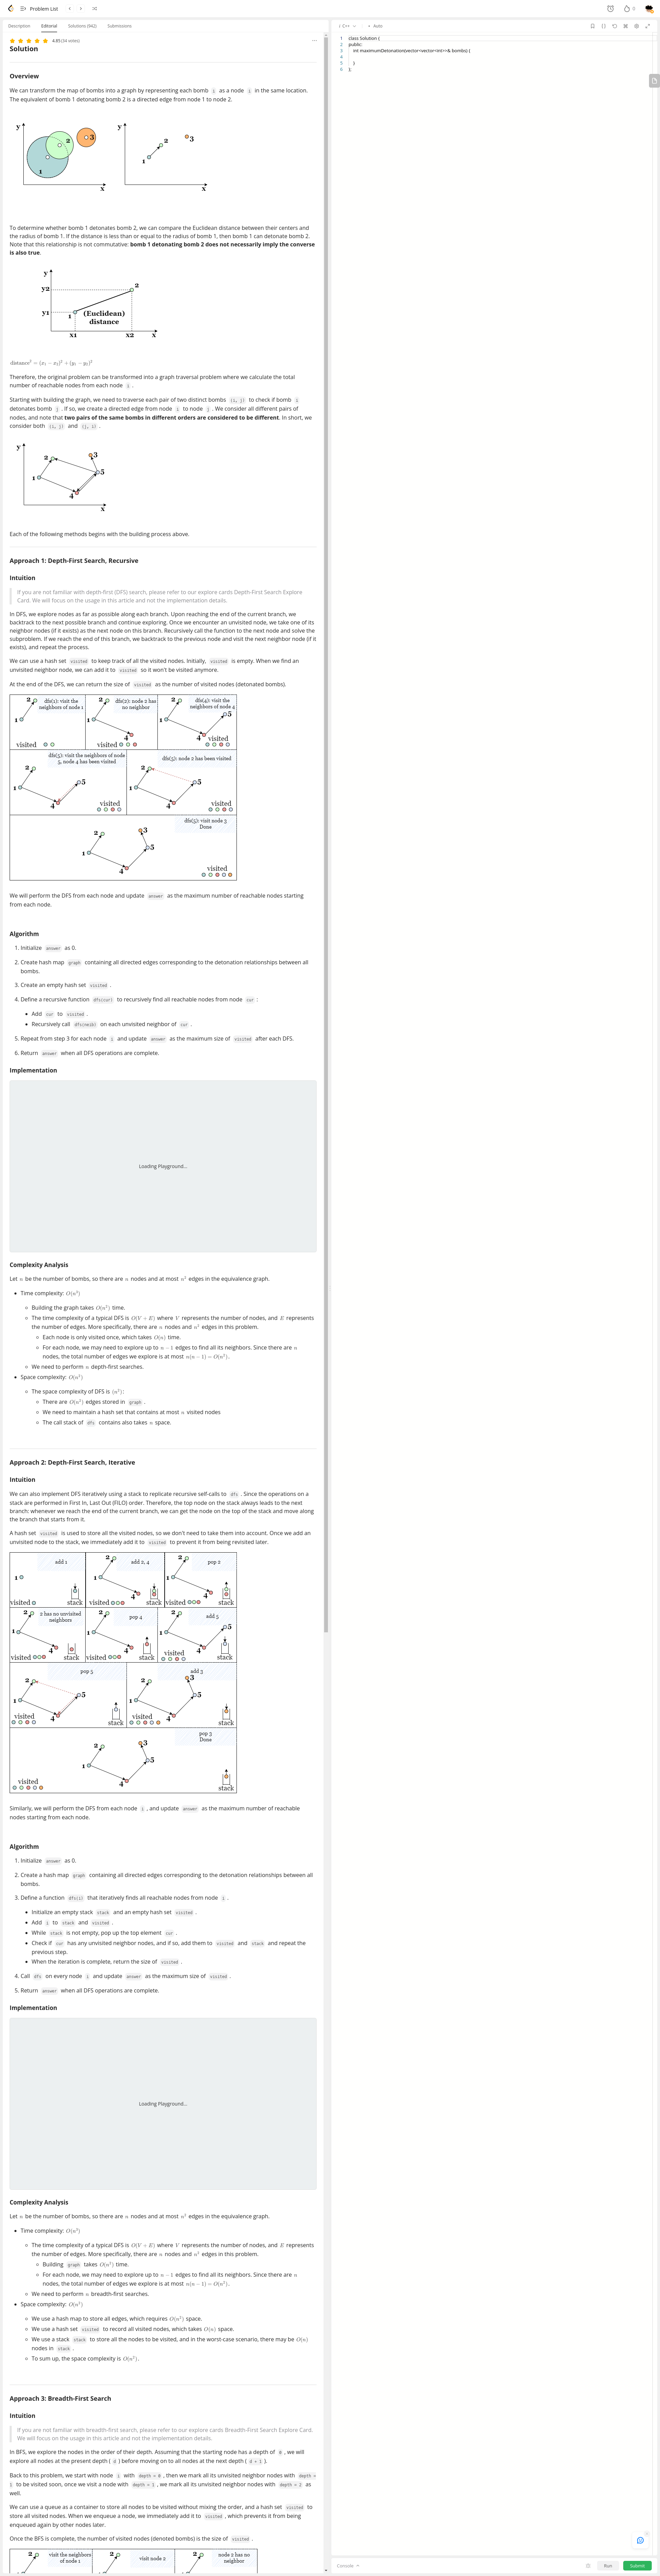 Problem List
0
Description Editorial Solutions (942) Submissions
4.85 (34 votes)
Solution
Overview
We can transform the map of bombs into a graph by representing each bomb i as a node i in the same location.
The equivalent of bomb 1 detonating bomb 2 is a directed edge from node 1 to node 2.
y y
2 3 2 3
1 1
x x
To determine whether bomb 1 detonates bomb 2, we can compare the Euclidean distance between their centers and
the radius of bomb 1. If the distance is less than or equal to the radius of bomb 1, then bomb 1 can detonate bomb 2.
Note that this relationship is not commutative: bomb 1 detonating bomb 2 does not necessarily imply the converse
is also true.
y
y2 2
y1 1 (Euclidean)
distance
x1 x2 x
distance² = (x₁ − x₂)² + (y₁ − y₂)²
Therefore, the original problem can be transformed into a graph traversal problem where we calculate the total
number of reachable nodes from each node i .
Starting with building the graph, we need to traverse each pair of two distinct bombs (i, j) to check if bomb i
detonates bomb j . If so, we create a directed edge from node i to node j . We consider all different pairs of
nodes, and note that two pairs of the same bombs in different orders are considered to be different. In short, we
consider both (i, j) and (j, i) .
y
2 3
1 5
4
x
Each of the following methods begins with the building process above.
Approach 1: Depth-First Search, Recursive
Intuition
If you are not familiar with depth-first (DFS) search, please refer to our explore cards Depth-First Search Explore
Card. We will focus on the usage in this article and not the implementation details.
In DFS, we explore nodes as far as possible along each branch. Upon reaching the end of the current branch, we
backtrack to the next possible branch and continue exploring. Once we encounter an unvisited node, we take one of its
neighbor nodes (if it exists) as the next node on this branch. Recursively call the function to the next node and solve the
subproblem. If we reach the end of this branch, we backtrack to the previous node and visit the next neighbor node (if it
exists), and repeat the process.
We can use a hash set visited to keep track of all the visited nodes. Initially, visited is empty. When we find an
unvisited neighbor node, we can add it to visited so it won't be visited anymore.
At the end of the DFS, we can return the size of visited as the number of visited nodes (detonated bombs).
dfs(1): visit the neighbors of node 1
dfs(2): node 2 has no neighbor
dfs(4): visit the neighbors of node 4
visited visited visited
dfs(5): visit the neighbors of node 5, node 4 has been visited
dfs(5): node 2 has been visited
visited visited
dfs(5): visit node 3
Done
visited
We will perform the DFS from each node and update answer as the maximum number of reachable nodes starting
from each node.
Algorithm
1. Initialize answer as 0.
2. Create hash map graph containing all directed edges corresponding to the detonation relationships between all
bombs.
3. Create an empty hash set visited .
4. Define a recursive function dfs(cur) to recursively find all reachable nodes from node cur :
• Add cur to visited .
• Recursively call dfs(neib) on each unvisited neighbor of cur .
5. Repeat from step 3 for each node i and update answer as the maximum size of visited after each DFS.
6. Return answer when all DFS operations are complete.
Implementation
Loading Playground...
Complexity Analysis
Let n be the number of bombs, so there are n nodes and at most n² edges in the equivalence graph.
• Time complexity: O(n³)
Building the graph takes O(n²) time.
The time complexity of a typical DFS is O(V + E) where V represents the number of nodes, and E represents
the number of edges. More specifically, there are n nodes and n² edges in this problem.
Each node is only visited once, which takes O(n) time.
For each node, we may need to explore up to n − 1 edges to find all its neighbors. Since there are n
nodes, the total number of edges we explore is at most n(n − 1) = O(n²).
We need to perform n depth-first searches.
• Space complexity: O(n²)
The space complexity of DFS is (n²):
There are O(n²) edges stored in graph .
We need to maintain a hash set that contains at most n visited nodes
The call stack of dfs contains also takes n space.
Approach 2: Depth-First Search, Iterative
Intuition
We can also implement DFS iteratively using a stack to replicate recursive self-calls to dfs . Since the operations on a
stack are performed in First In, Last Out (FILO) order. Therefore, the top node on the stack always leads to the next
branch: whenever we reach the end of the current branch, we can get the node on the top of the stack and move along
the branch that starts from it.
A hash set visited is used to store all the visited nodes, so we don't need to take them into account. Once we add an
unvisited node to the stack, we immediately add it to visited to prevent it from being revisited later.
add 1 add 2, 4 pop 2
visited stack visited stack visited stack
2 has no unvisited neighbors pop 4 add 5
visited stack visited stack visited stack
pop 5 add 3
visited stack visited stack
pop 3
Done
visited stack
Similarly, we will perform the DFS from each node i , and update answer as the maximum number of reachable
nodes starting from each node.
Algorithm
1. Initialize answer as 0.
2. Create a hash map graph containing all directed edges corresponding to the detonation relationships between all
bombs.
3. Define a function dfs(i) that iteratively finds all reachable nodes from node i .
• Initialize an empty stack stack and an empty hash set visited .
• Add i to stack and visited .
• While stack is not empty, pop up the top element cur .
• Check if cur has any unvisited neighbor nodes, and if so, add them to visited and stack and repeat the
previous step.
• When the iteration is complete, return the size of visited .
4. Call dfs on every node i and update answer as the maximum size of visited .
5. Return answer when all DFS operations are complete.
Implementation
Loading Playground...
Complexity Analysis
Let n be the number of bombs, so there are n nodes and at most n² edges in the equivalence graph.
• Time complexity: O(n³)
The time complexity of a typical DFS is O(V + E) where V represents the number of nodes, and E represents
the number of edges. More specifically, there are n nodes and n² edges in this problem.
Building graph takes O(n²) time.
For each node, we may need to explore up to n − 1 edges to find all its neighbors. Since there are n
nodes, the total number of edges we explore is at most n(n − 1) = O(n²).
We need to perform n breadth-first searches.
• Space complexity: O(n²)
We use a hash map to store all edges, which requires O(n²) space.
We use a hash set visited to record all visited nodes, which takes O(n) space.
We use a stack stack to store all the nodes to be visited, and in the worst-case scenario, there may be O(n)
nodes in stack .
To sum up, the space complexity is O(n²).
Approach 3: Breadth-First Search
Intuition
If you are not familiar with breadth-first search, please refer to our explore cards Breadth-First Search Explore Card.
We will focus on the usage in this article and not the implementation details.
In BFS, we explore the nodes in the order of their depth. Assuming that the starting node has a depth of 0 , we will
explore all nodes at the present depth ( d ) before moving on to all nodes at the next depth ( d + 1 ).
Back to this problem, we start with node i with depth = 0 , then we mark all its unvisited neighbor nodes with depth =
1 to be visited soon, once we visit a node with depth = 1 , we mark all its unvisited neighbor nodes with depth = 2 as
well.
We can use a queue as a container to store all nodes to be visited without mixing the order, and a hash set visited to
store all visited nodes. When we enqueue a node, we immediately add it to visited , which prevents it from being
enqueued again by other nodes later.
Once the BFS is complete, the number of visited nodes (denoted bombs) is the size of visited .
visit the neighbors of node 1 visit node 2 node 2 has no neighbor
C++ Auto
1 class Solution {
2 public:
3 int maximumDetonation(vector<vector<int>>& bombs) {
4
5 }
6 };
Console Run Submit